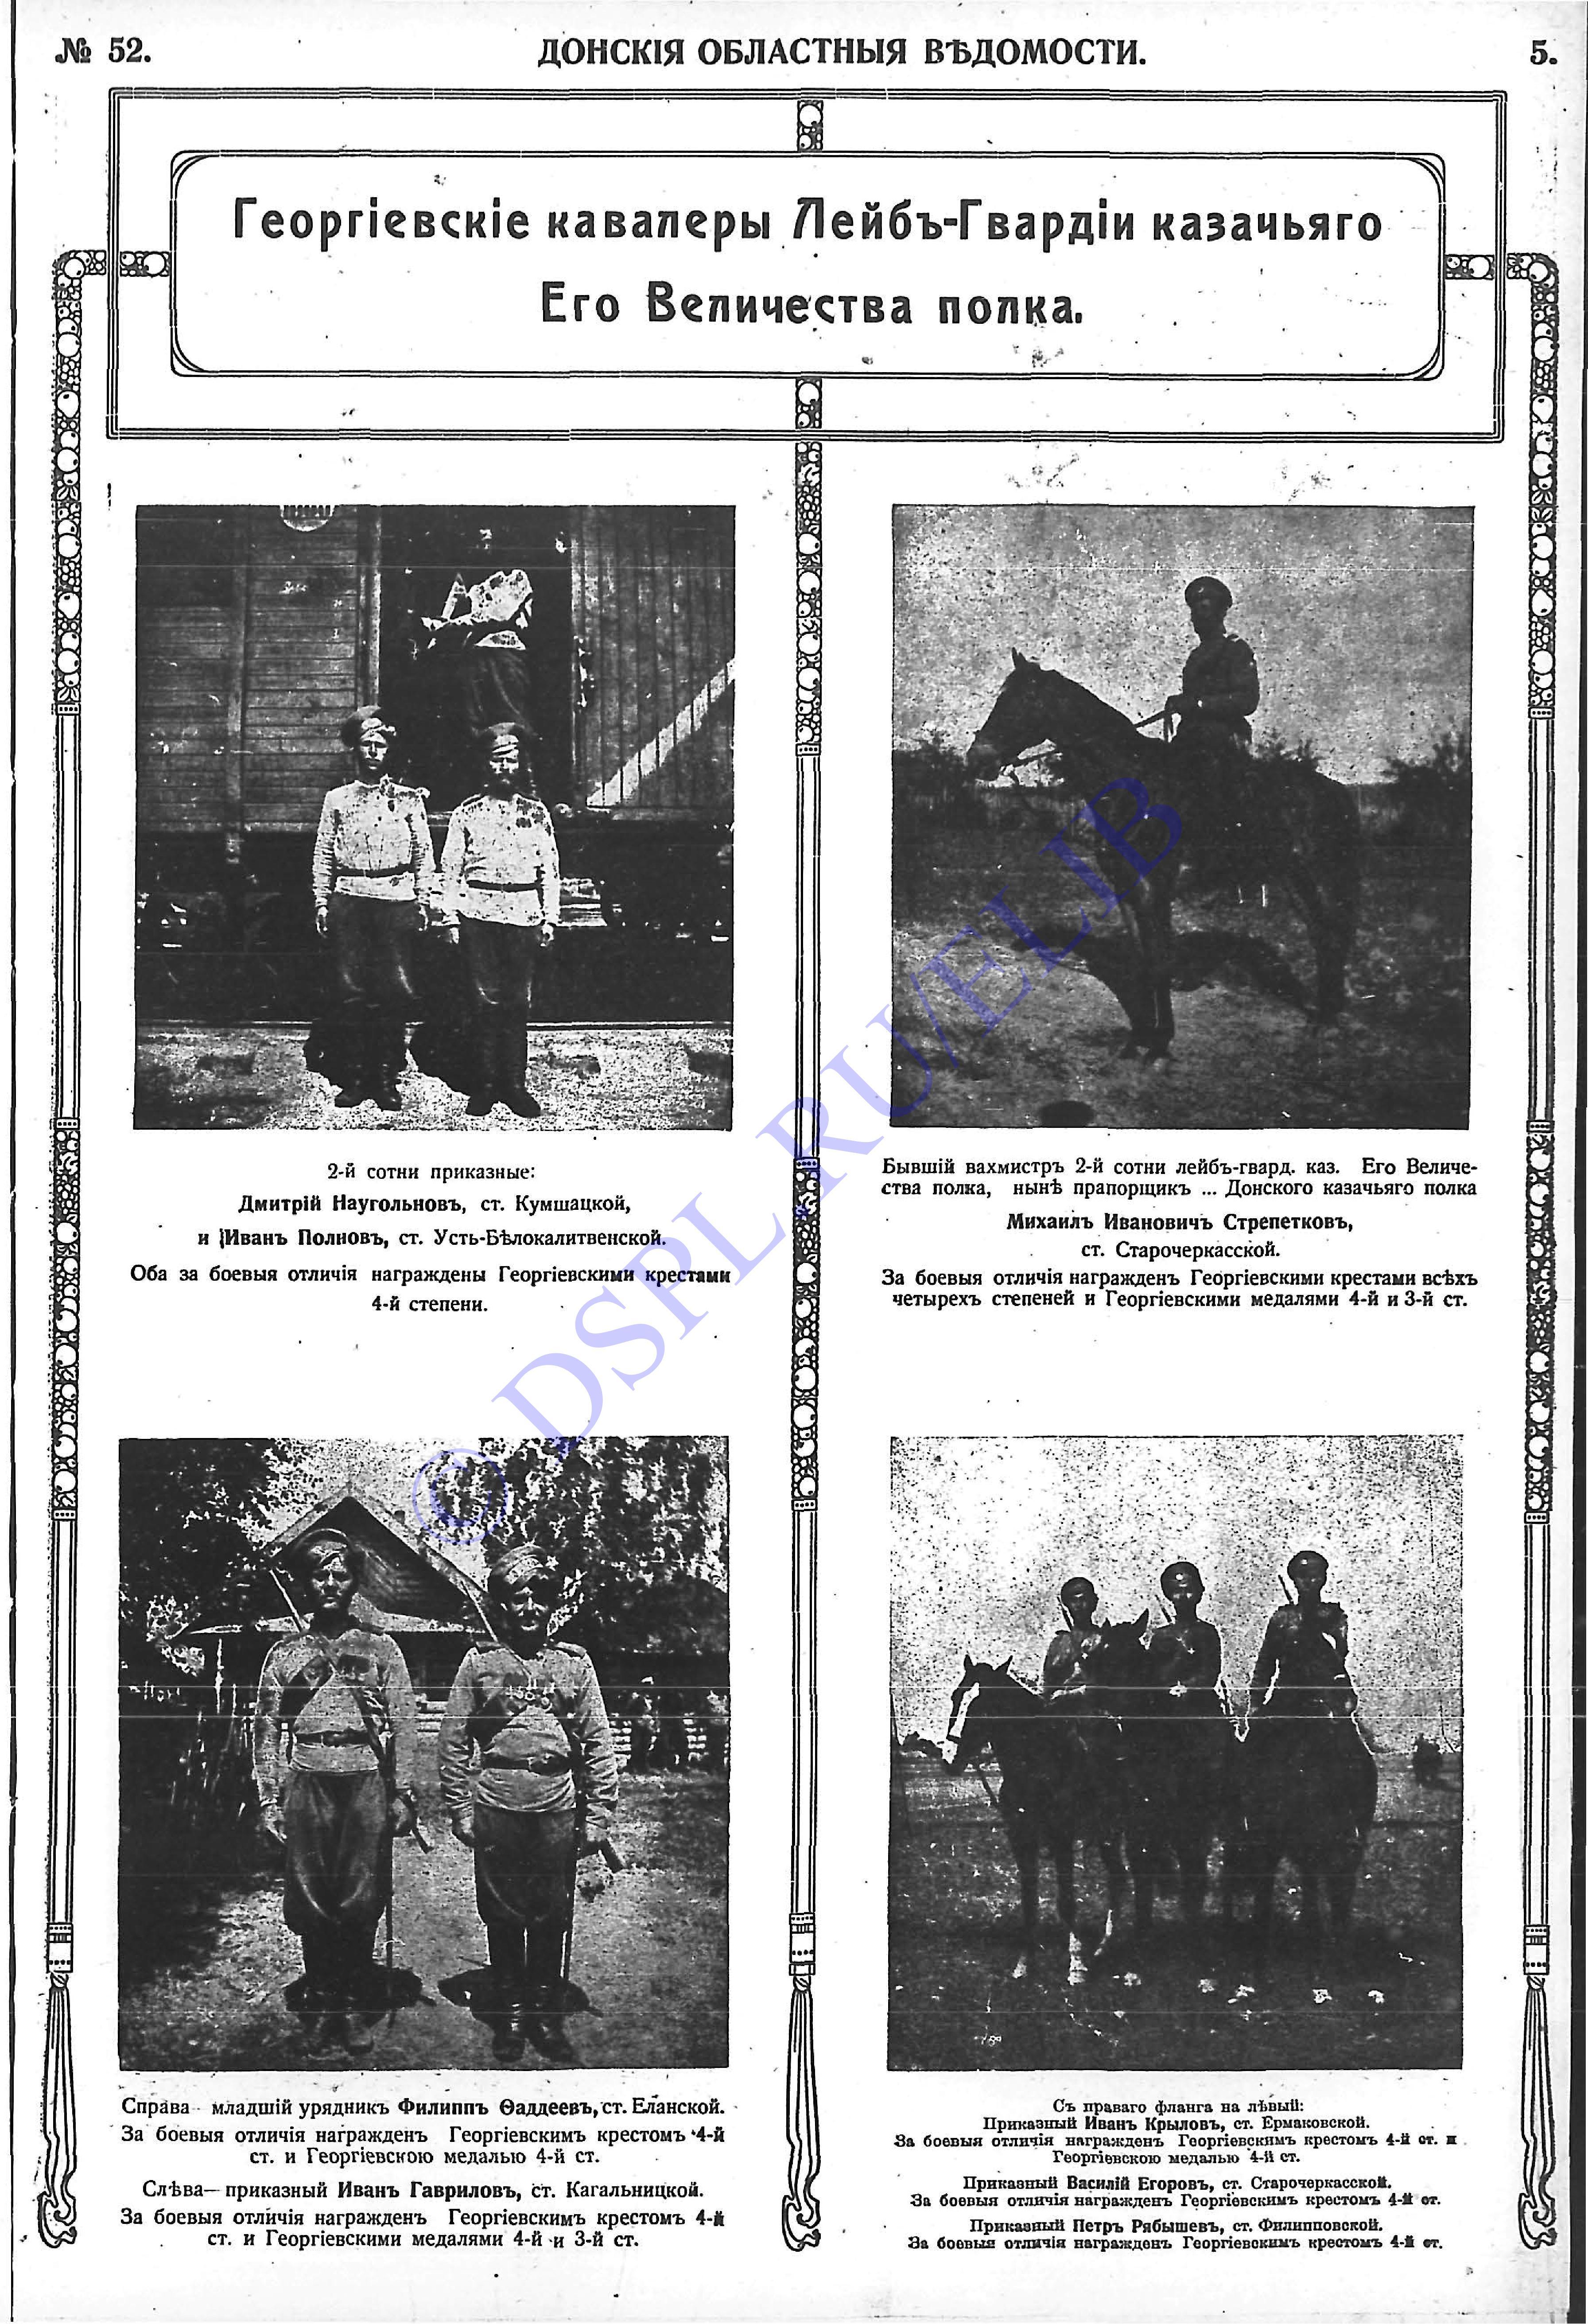 № 52.
ДОНСКІЯ ОБЛАСТНЫЯ ВѢДОМОСТИ.
5.
Георгіевскіе кавалеры Лейбъ-Гвардіи казачьяго
Его Величества полка.
2-й сотни приказные:
Дмитрій Наугольновъ, ст. Кумшацкой,
и Иванъ Полновъ, ст. Усть-Бѣлокалитвенской.
Оба за боевыя отличія награждены Георгіевскими крестами
4-й степени.
Бывшій вахмистръ 2-й сотни лейбъ-гвард. каз. Его Величе-
ства полка, нынѣ прапорщикъ ... Донского казачьяго полка
Михаилъ Ивановичъ Стрепетковъ,
ст. Старочеркасской.
За боевыя отличія награжденъ Георгіевскими крестами всѣхъ
четырехъ степеней и Георгіевскими медалями 4-й и 3-й ст.
Справа младшій урядникъ Филиппъ Ѳаддеевъ, ст. Еланской.
За боевыя отличія награжденъ Георгіевскимъ крестомъ 4-й
ст. и Георгіевскою медалью 4-й ст.
Слѣва— приказный Иванъ Гавриловъ, ст. Кагальницкой.
За боевыя отличія награжденъ Георгіевскимъ крестомъ 4-й
ст. и Георгіевскими медалями 4-й и 3-й ст.
Съ праваго фланга на лѣвый:
Приказный Иванъ Крыловъ, ст. Ермаковской.
За боевыя отличія награжденъ Георгіевскимъ крестомъ 4-й ст. и
Георгіевскою медалью 4-й ст.
Приказный Василій Егоровъ, ст. Старочеркасской.
За боевыя отличія награжденъ Георгіевскимъ крестомъ 4-й ст.
Приказный Петръ Рябышевъ, ст. Филипповской.
За боевыя отличія награжденъ Георгіевскимъ крестомъ 4-й ст.
© DSPL.RU/ELIB